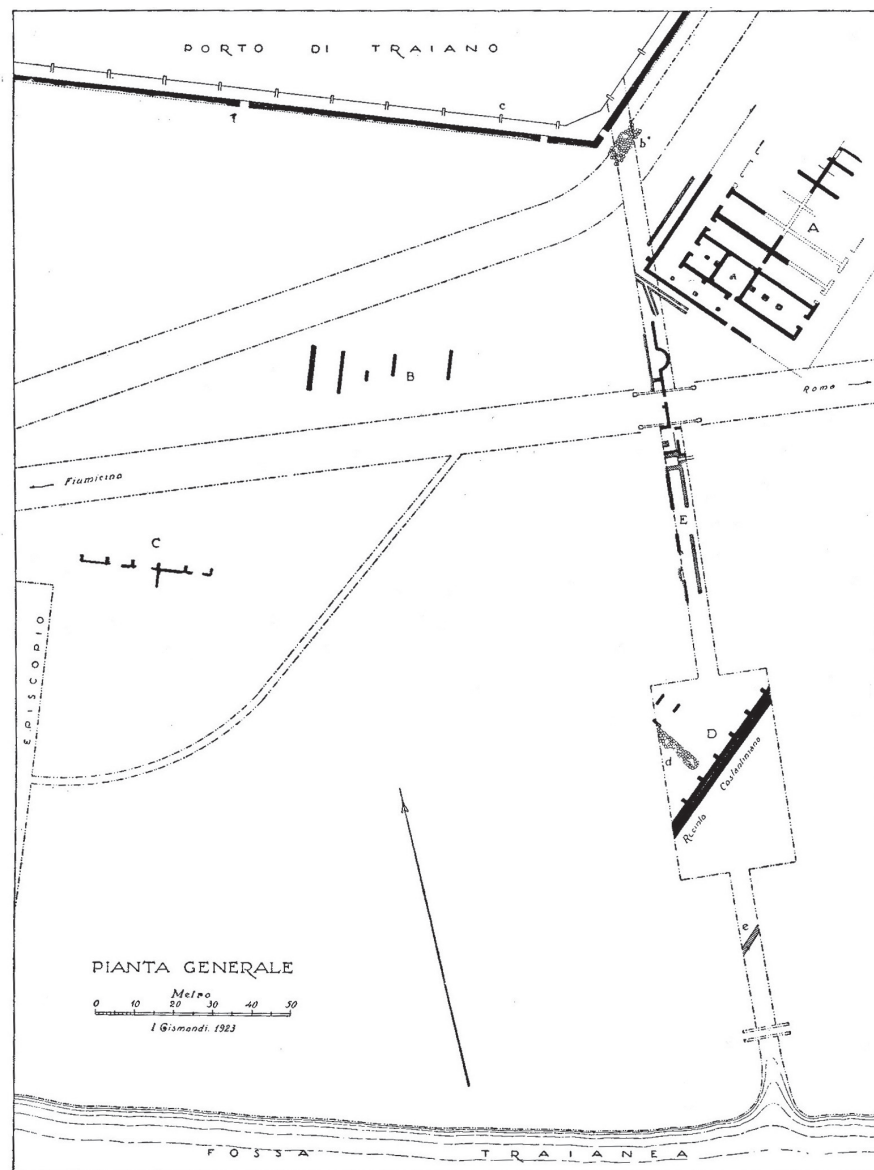 PORTO DI TRAIANO
c
f
b'
A
a
B
Roma
Fiumicino
C
E
EPISCOPIO
D
d
Recinto Costantiniano
e
PIANTA GENERALE
Metro
0 10 20 30 40 50
I Gismondi. 1923
FOSSA TRAIANEA